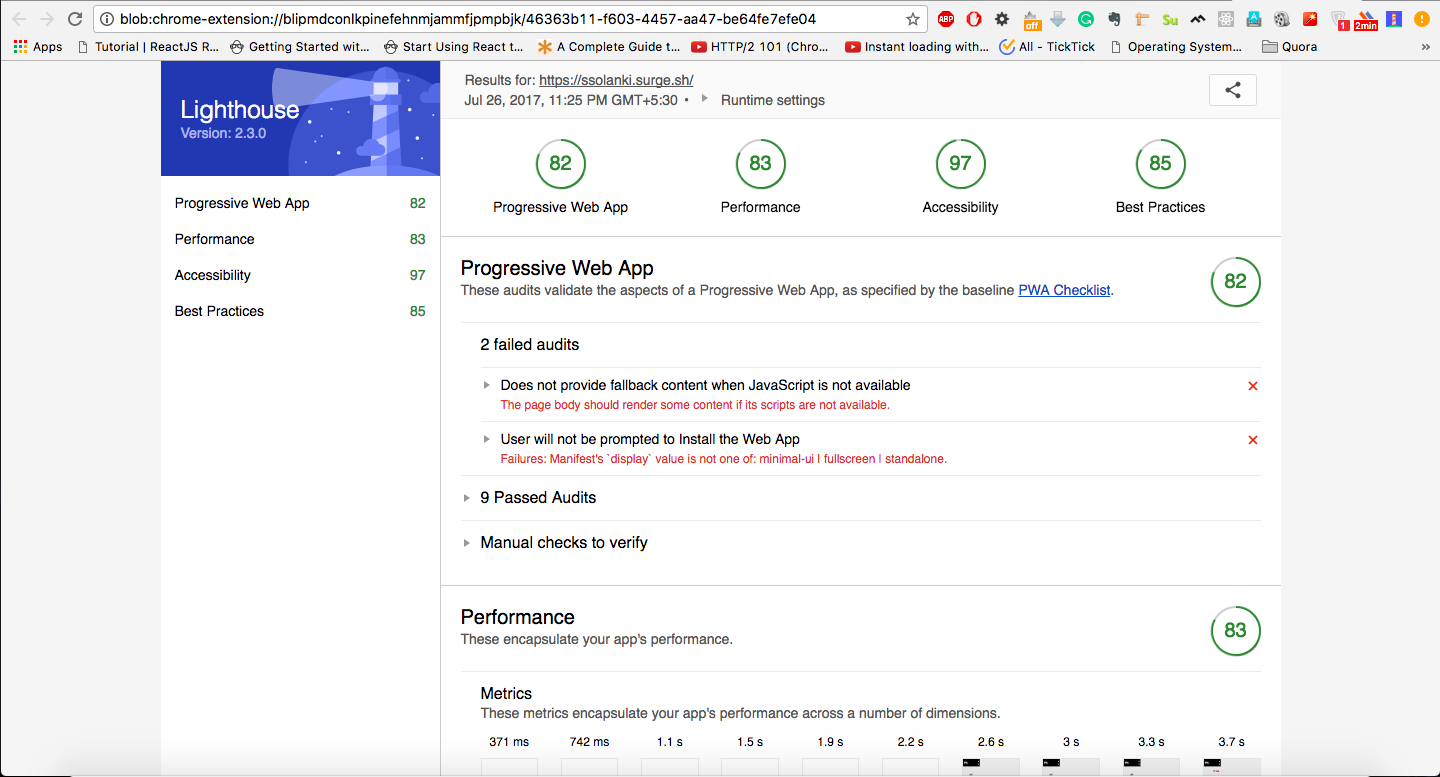 blob:chrome-extension://blipmdconlkpinefehnmjammfjpmpbjk/46363b11-f603-4457-aa47-be64fe7efe04
ABP
off
Su
1
2min
Apps
Tutorial | ReactJS R...
Getting Started wit...
Start Using React t...
A Complete Guide t...
HTTP/2 101 (Chro...
Instant loading with...
All - TickTick
Operating System...
Quora
»
Lighthouse
Version: 2.3.0
Progressive Web App 82
Performance 83
Accessibility 97
Best Practices 85
Results for: https://ssolanki.surge.sh/
Jul 26, 2017, 11:25 PM GMT+5:30 • Runtime settings
82 83 97 85
Progressive Web App Performance Accessibility Best Practices
Progressive Web App
These audits validate the aspects of a Progressive Web App, as specified by the baseline PWA Checklist.
82
2 failed audits
Does not provide fallback content when JavaScript is not available
The page body should render some content if its scripts are not available.
User will not be prompted to Install the Web App
Failures: Manifest's `display` value is not one of: minimal-ui | fullscreen | standalone.
9 Passed Audits
Manual checks to verify
Performance
These encapsulate your app's performance.
83
Metrics
These metrics encapsulate your app's performance across a number of dimensions.
371 ms 742 ms 1.1 s 1.5 s 1.9 s 2.2 s 2.6 s 3 s 3.3 s 3.7 s